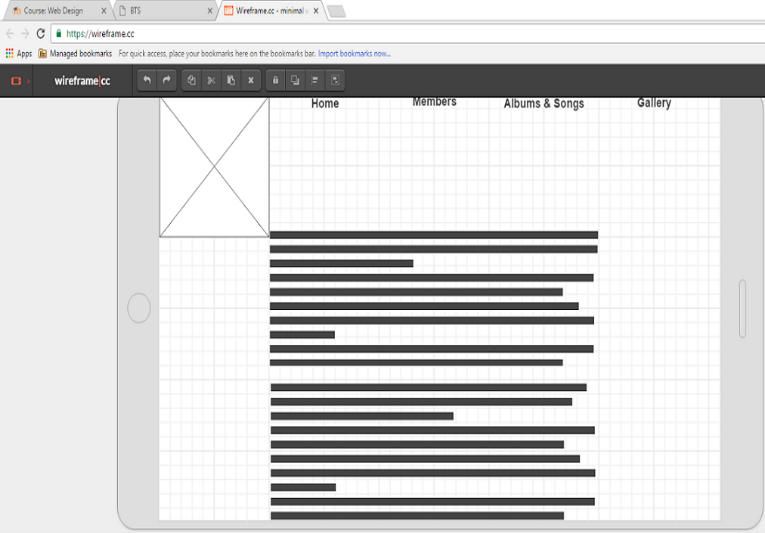 Course: Web Design
BTS
Wireframe.cc - minimal
https://wireframe.cc
Apps Managed bookmarks For quick access, place your bookmarks here on the bookmarks bar. Import bookmarks now...
wireframe|cc
Home Members Albums & Songs Gallery